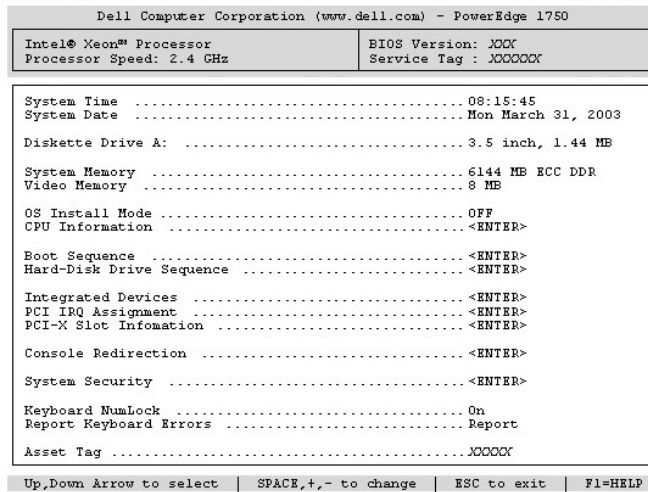 Dell Computer Corporation (www.dell.com) - PowerEdge 1750
Intel® Xeon™ Processor
Processor Speed: 2.4 GHz
BIOS Version: XXX
Service Tag : XXXXXX
System Time ....................................... 08:15:45
System Date ....................................... Mon March 31, 2003
Diskette Drive A: ................................. 3.5 inch, 1.44 MB
System Memory ..................................... 6144 MB ECC DDR
Video Memory ...................................... 8 MB
OS Install Mode .................................... OFF
CPU Information ................................... <ENTER>
Boot Sequence ..................................... <ENTER>
Hard-Disk Drive Sequence .......................... <ENTER>
Integrated Devices ................................ <ENTER>
PCI IRQ Assignment ................................ <ENTER>
PCI-X Slot Infomation ............................. <ENTER>
Console Redirection ............................... <ENTER>
System Security ................................... <ENTER>
Keyboard NumLock .................................. On
Report Keyboard Errors ............................ Report
Asset Tag .......................................... XXXXX
Up,Down Arrow to select | SPACE,+,- to change | ESC to exit | F1=HELP